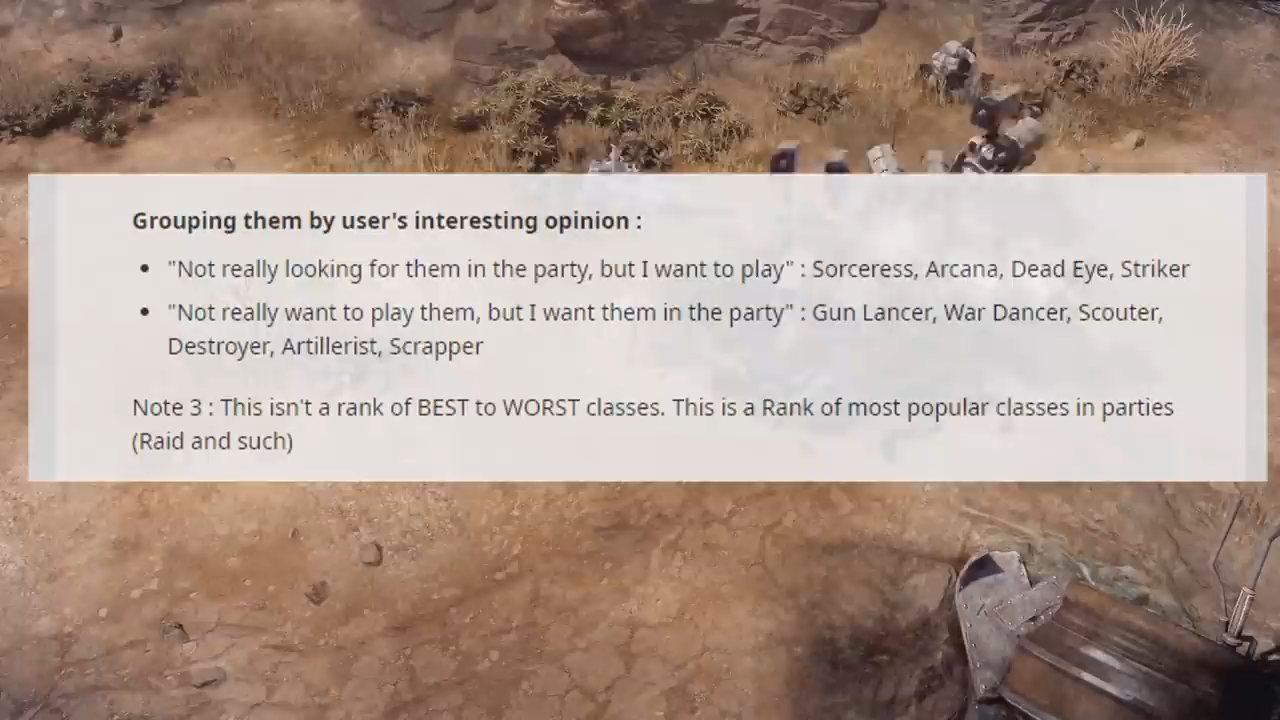 Grouping them by user's interesting opinion :
• "Not really looking for them in the party, but I want to play" : Sorceress, Arcana, Dead Eye, Striker
• "Not really want to play them, but I want them in the party" : Gun Lancer, War Dancer, Scouter,
Destroyer, Artillerist, Scrapper
Note 3 : This isn't a rank of BEST to WORST classes. This is a Rank of most popular classes in parties
(Raid and such)